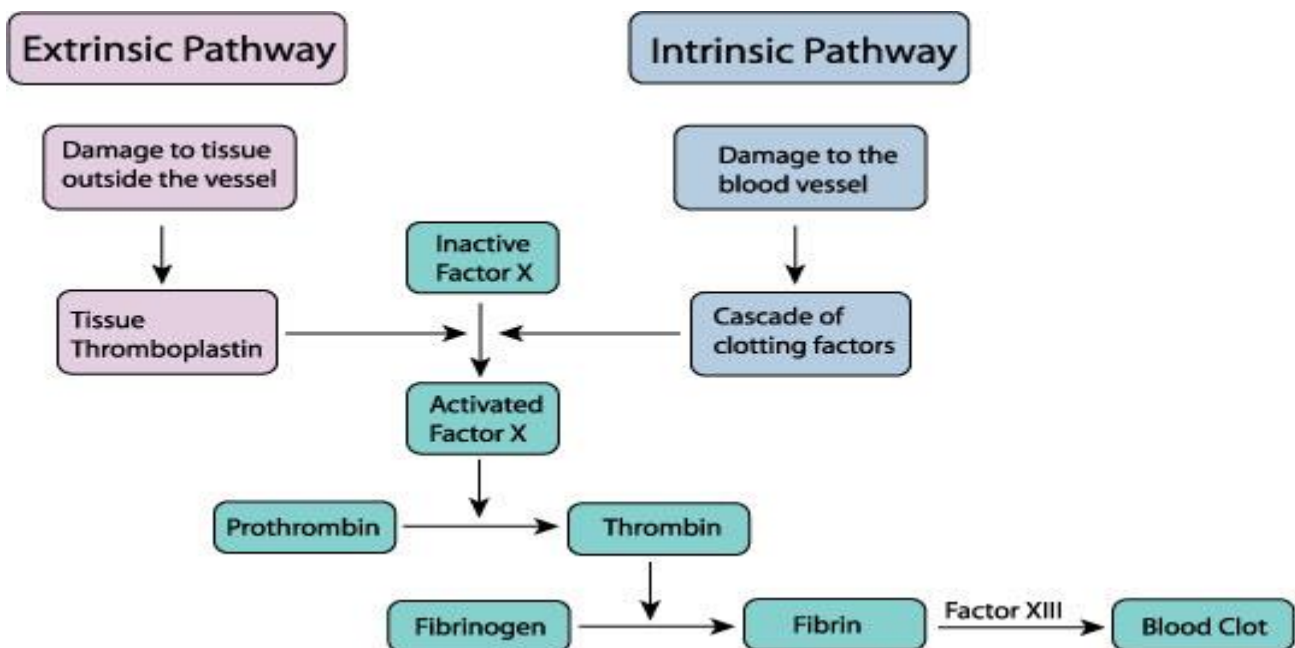 Extrinsic Pathway
Intrinsic Pathway
Damage to tissue
outside the vessel
Damage to the
blood vessel
Inactive
Factor X
Tissue
Thromboplastin
Cascade of
clotting factors
Activated
Factor X
Prothrombin
Thrombin
Fibrinogen
Fibrin
Factor XIII
Blood Clot